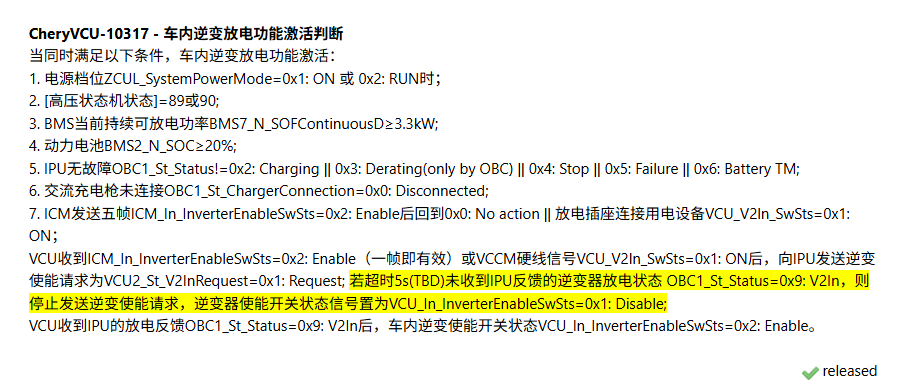 CheryVCU-10317 - 车内逆变放电功能激活判断
当同时满足以下条件，车内逆变放电功能激活：
1. 电源档位ZCUL_SystemPowerMode=0x1: ON 或 0x2: RUN时；
2. [高压状态机状态]=89或90;
3. BMS当前持续可放电功率BMS7_N_SOFContinuousD≥3.3kW;
4. 动力电池BMS2_N_SOC≥20%;
5. IPU无故障OBC1_St_Status!=0x2: Charging || 0x3: Derating(only by OBC) || 0x4: Stop || 0x5: Failure || 0x6: Battery TM;
6. 交流充电枪未连接OBC1_St_ChargerConnection=0x0: Disconnected;
7. ICM发送五帧ICM_In_InverterEnableSwSts=0x2: Enable后回到0x0: No action || 放电插座连接用电设备VCU_V2In_SwSts=0x1:
ON；
VCU收到ICM_In_InverterEnableSwSts=0x2: Enable（一帧即有效）或VCCM硬线信号VCU_V2In_SwSts=0x1: ON后，向IPU发送逆变
使能请求为VCU2_St_V2InRequest=0x1: Request; 若超时5s(TBD)未收到IPU反馈的逆变器放电状态 OBC1_St_Status=0x9: V2In，则
停止发送逆变使能请求，逆变器使能开关状态信号置为VCU_In_InverterEnableSwSts=0x1: Disable;
VCU收到IPU的放电反馈OBC1_St_Status=0x9: V2In后，车内逆变使能开关状态VCU_In_InverterEnableSwSts=0x2: Enable。
released